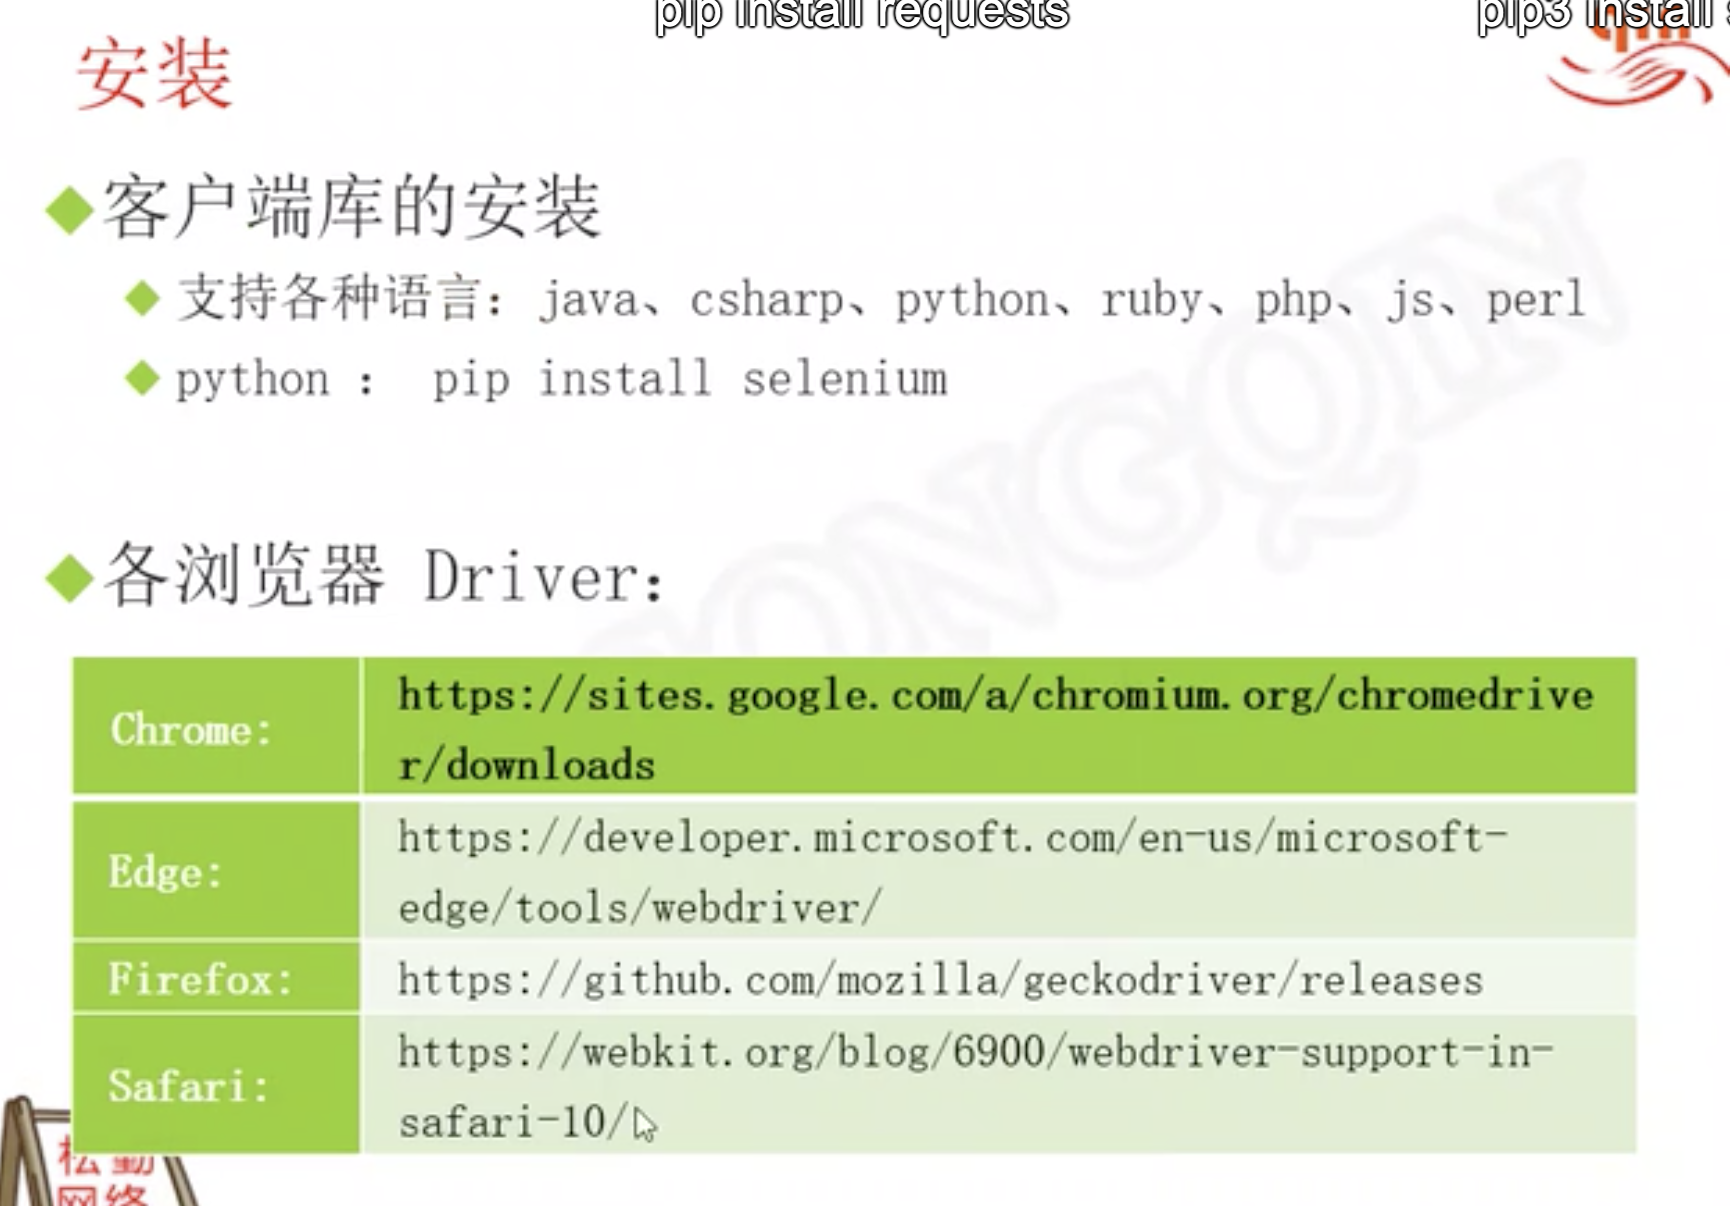 pip install requests
pip3 install
安装
◆客户端库的安装
◆支持各种语言：java、csharp、python、ruby、php、js、perl
◆python ： pip install selenium
◆各浏览器 Driver：
Chrome:
https://sites.google.com/a/chromium.org/chromedrive
r/downloads
Edge:
https://developer.microsoft.com/en-us/microsoft-
edge/tools/webdriver/
Firefox:
https://github.com/mozilla/geckodriver/releases
Safari:
https://webkit.org/blog/6900/webdriver-support-in-
safari-10/
松勤
网络